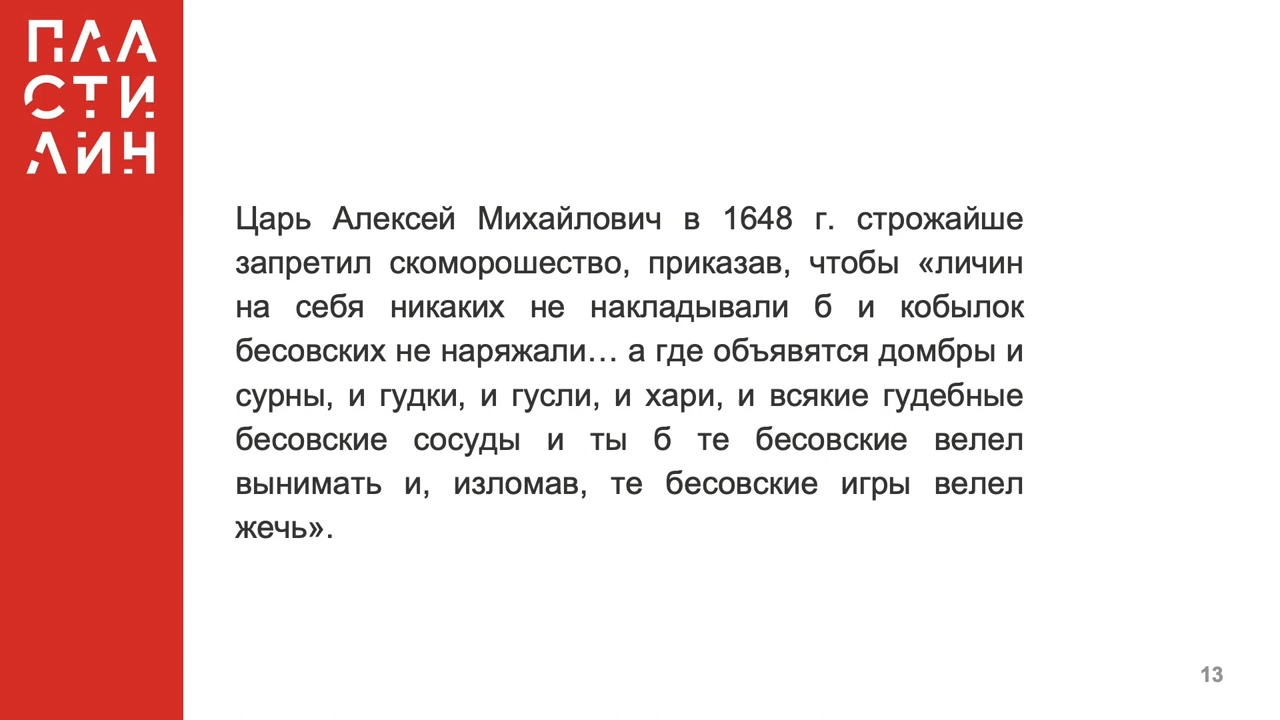 ПЛА
СТИ
ЛИН
Царь Алексей Михайлович в 1648 г. строжайше
запретил скоморошество, приказав, чтобы «личин
на себя никаких не накладывали б и кобылок
бесовских не наряжали… а где объявятся домбры и
сурны, и гудки, и гусли, и хари, и всякие гудебные
бесовские сосуды и ты б те бесовские велел
вынимать и, изломав, те бесовские игры велел
жечь».
13